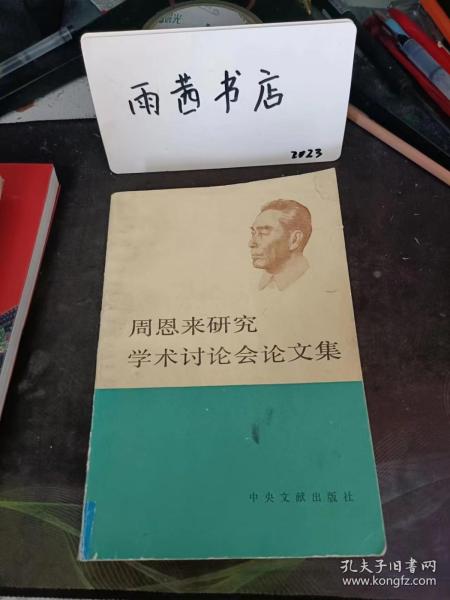 雨茜书店
2023
周恩来研究
学术讨论会论文集
中央文献出版社
孔夫子旧书网
www.kongfz.com